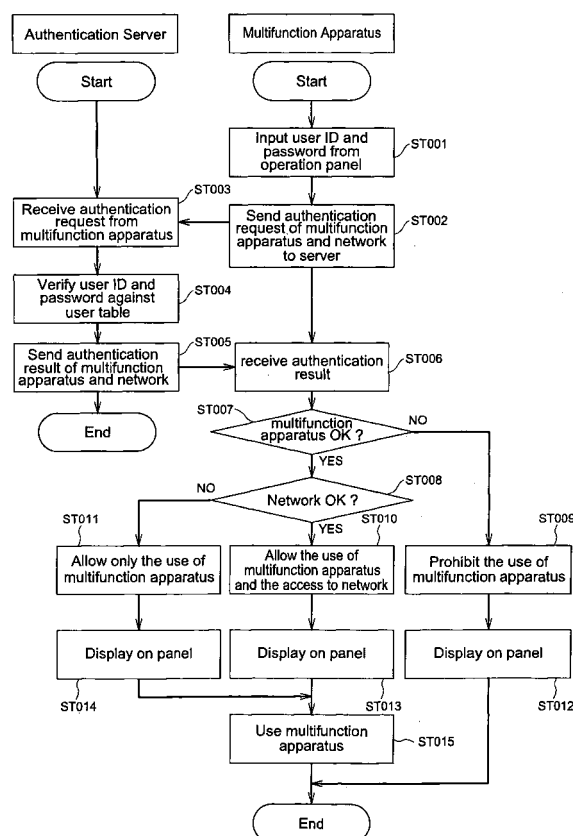 Authentication Server
Multifunction Apparatus
Start
Start
Input user ID and
password from
operation panel
ST001
ST003
Receive authentication
request from
multifunction apparatus
Send authentication
request of multifunction
apparatus and network
to server
ST002
Verify user ID and
password against
user table
ST004
ST005
Send authentication
result of multifunction
apparatus and network
receive authentication
result
ST006
End
ST007
multifunction
apparatus OK ?
NO
YES
ST008
Network OK ?
NO
YES
ST011
ST010
ST009
Allow only the use of
multifunction apparatus
Allow the use of
multifunction apparatus
and the access to network
Prohibit the use of
multifunction apparatus
Display on panel
Display on panel
Display on panel
ST014
ST013
ST012
Use multifunction
apparatus
ST015
End